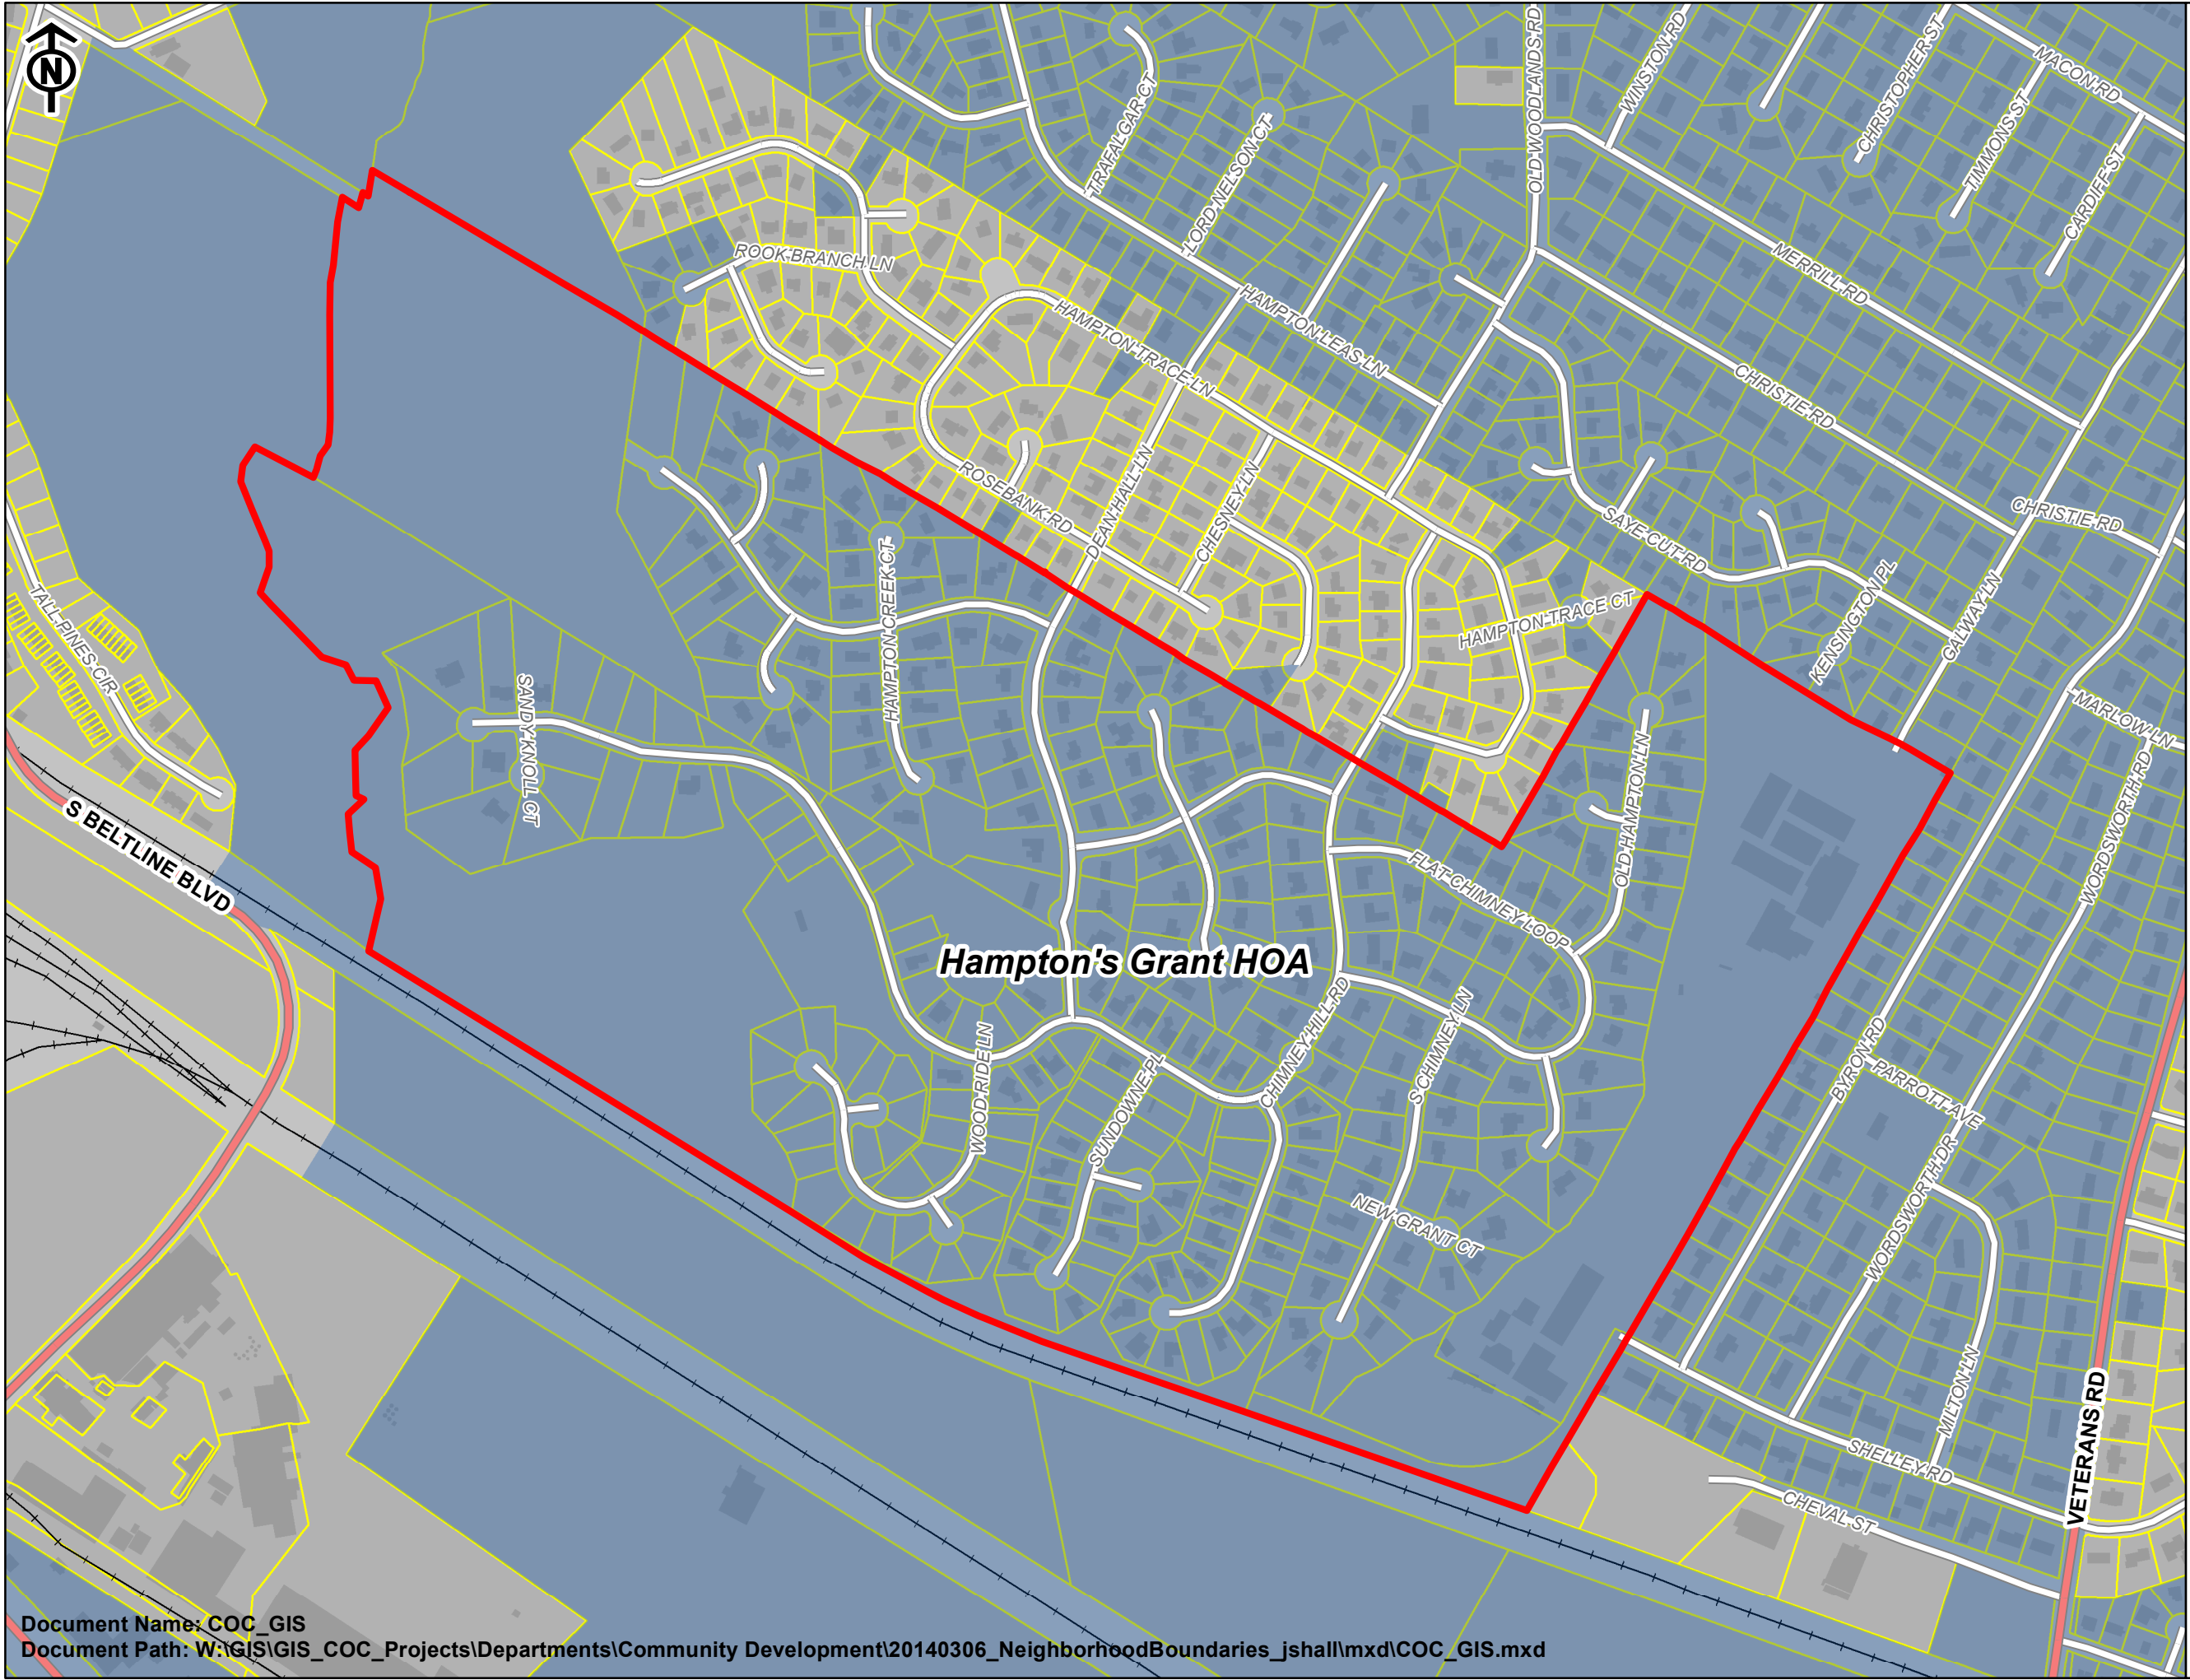 N
OLD WOODLANDS RD
WINSTON RD
CHRISTOPHER ST
MACON RD
TIMMONS ST
CARDIFF ST
TRAFALGAR CT
LORD NELSON CT
ROOK BRANCH LN
HAMPTON TRACE LN
HAMPTON LEAS LN
MERRILL RD
CHRISTIE RD
CHRISTIE RD
ROSEBANK RD
DEAN HALL LN
CHESNEY LN
SAYE CUT RD
KENSINGTON PL
GALWAY LN
HAMPTON TRACE CT
HAMPTON CREEK CT
TALL PINES CIR
SANDY KNOLL CT
MARLOW LN
WORDSWORTH RD
OLD HAMPTON LN
S BELTLINE BLVD
FLAT CHIMNEY LOOP
Hampton's Grant HOA
CHIMNEY HILL RD
S CHIMNEY LN
WOOD RIDE LN
SUNDOWNE PL
BYRON RD
PARROTT AVE
WORDSWORTH DR
NEW GRANT CT
MILTON LN
VETERANS RD
SHELLEY RD
CHEVAL ST
Document Name: COC_GIS
Document Path: W:\GIS\GIS_COC_Projects\Departments\Community Development\20140306_NeighborhoodBoundaries_jshall\mxd\COC_GIS.mxd